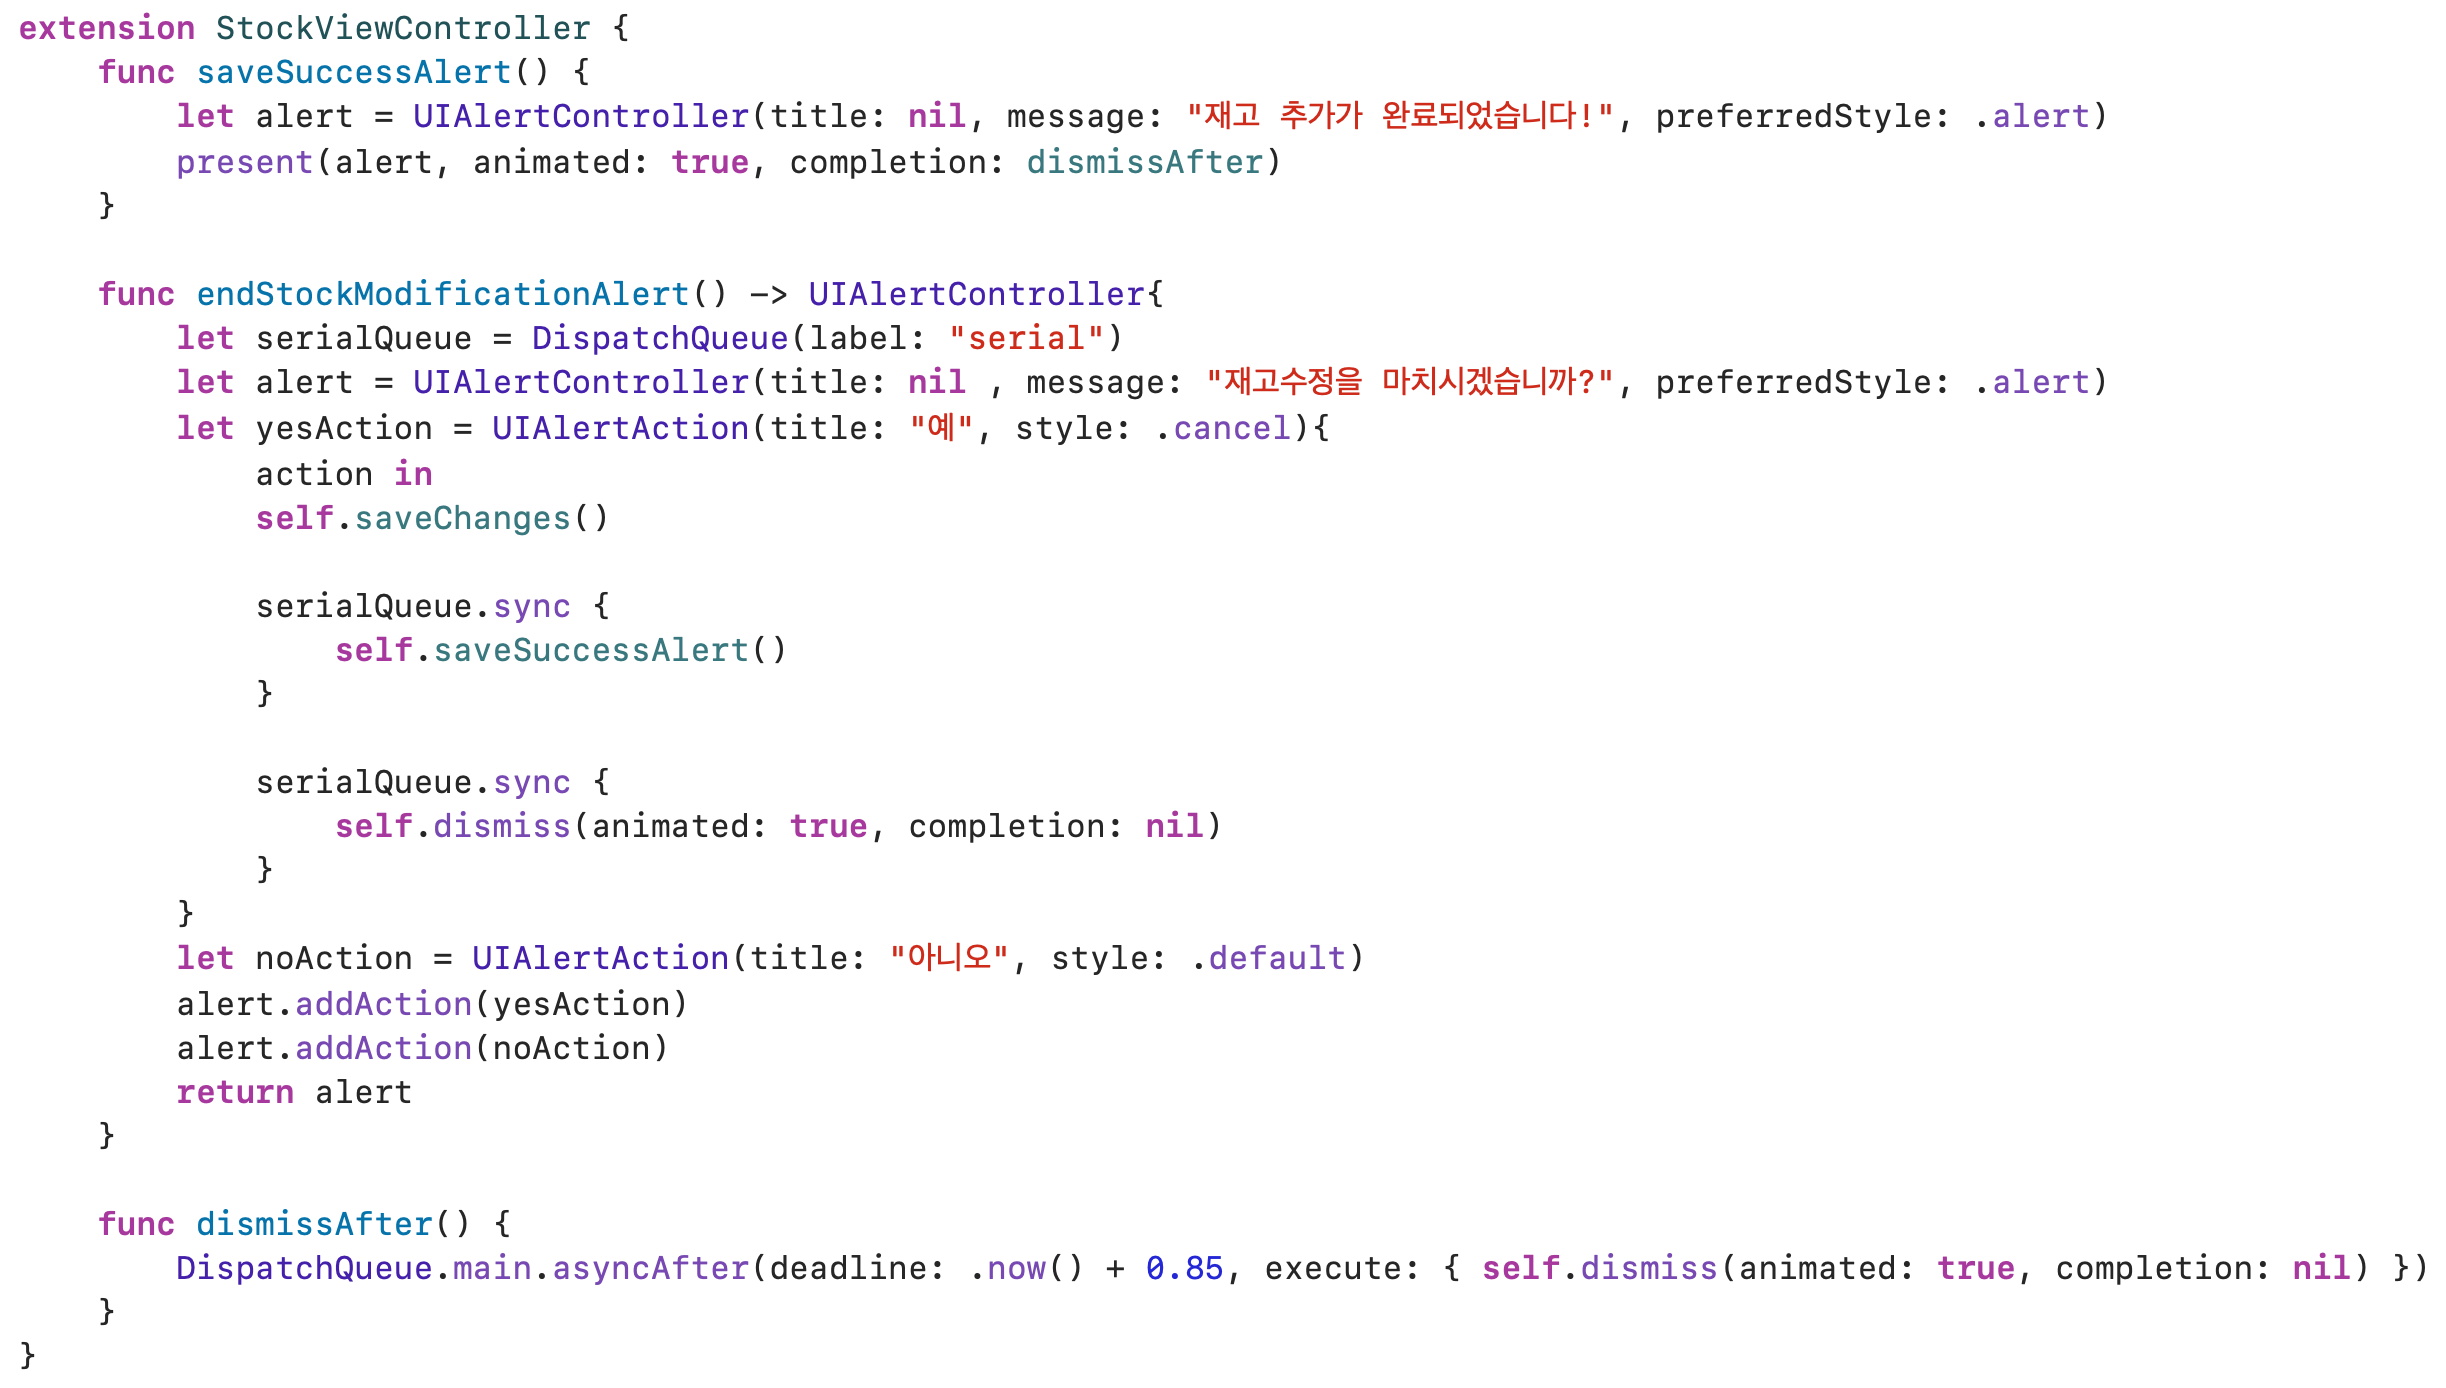 extension StockViewController {
    func saveSuccessAlert() {
        let alert = UIAlertController(title: nil, message: "재고 추가가 완료되었습니다!", preferredStyle: .alert)
        present(alert, animated: true, completion: dismissAfter)
    }

    func endStockModificationAlert() -> UIAlertController{
        let serialQueue = DispatchQueue(label: "serial")
        let alert = UIAlertController(title: nil , message: "재고수정을 마치시겠습니까?", preferredStyle: .alert)
        let yesAction = UIAlertAction(title: "예", style: .cancel){
            action in
            self.saveChanges()

            serialQueue.sync {
                self.saveSuccessAlert()
            }

            serialQueue.sync {
                self.dismiss(animated: true, completion: nil)
            }
        }
        let noAction = UIAlertAction(title: "아니오", style: .default)
        alert.addAction(yesAction)
        alert.addAction(noAction)
        return alert
    }

    func dismissAfter() {
        DispatchQueue.main.asyncAfter(deadline: .now() + 0.85, execute: { self.dismiss(animated: true, completion: nil) })
    }
}